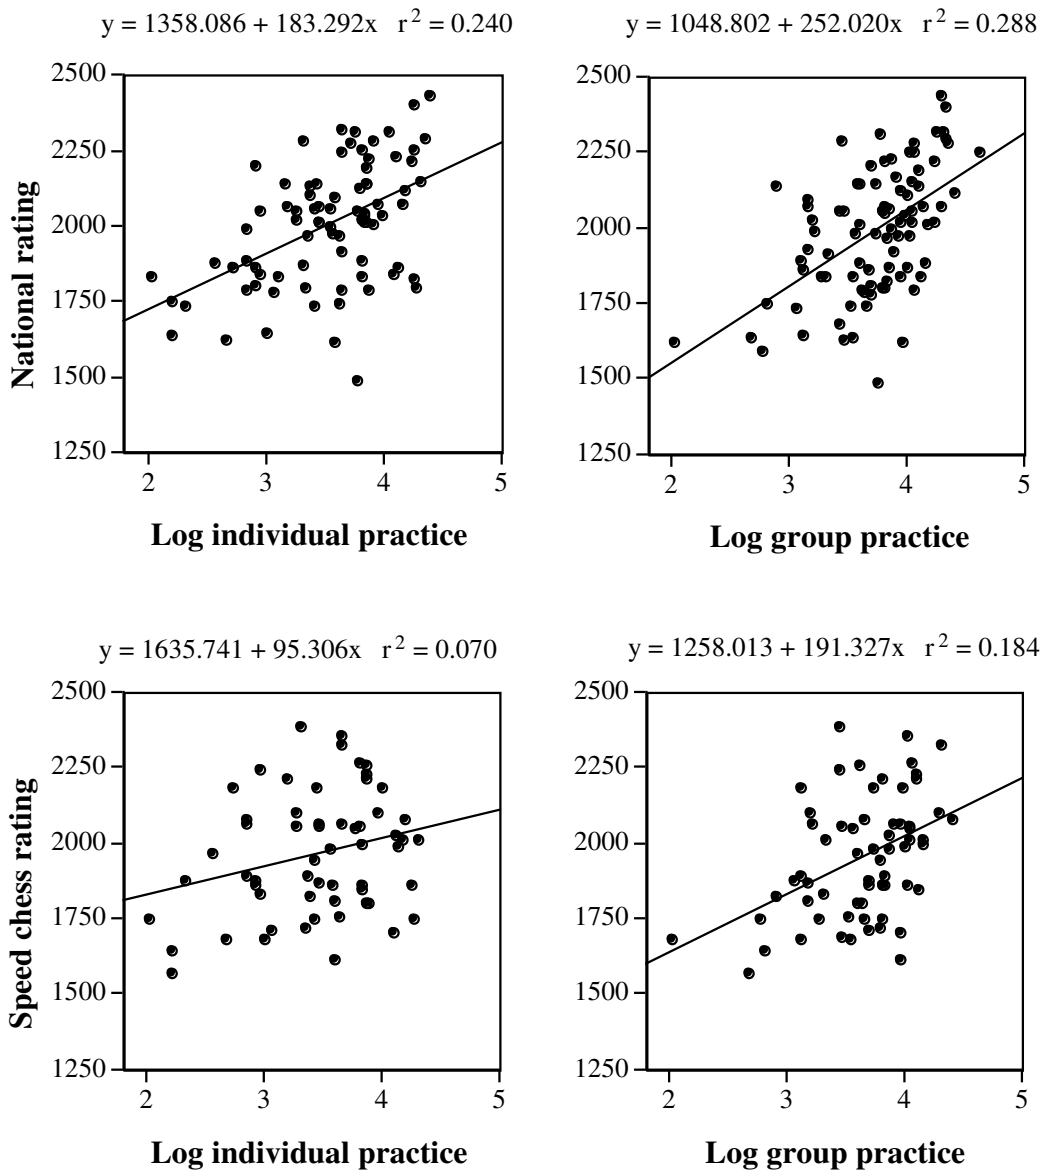 y = 1358.086 + 183.292x r² = 0.240
y = 1048.802 + 252.020x r² = 0.288
National rating
2500
2250
2000
1750
1500
1250
2 3 4 5
Log individual practice
2500
2250
2000
1750
1500
1250
2 3 4 5
Log group practice
y = 1635.741 + 95.306x r² = 0.070
y = 1258.013 + 191.327x r² = 0.184
Speed chess rating
2500
2250
2000
1750
1500
1250
2 3 4 5
Log individual practice
2500
2250
2000
1750
1500
1250
2 3 4 5
Log group practice